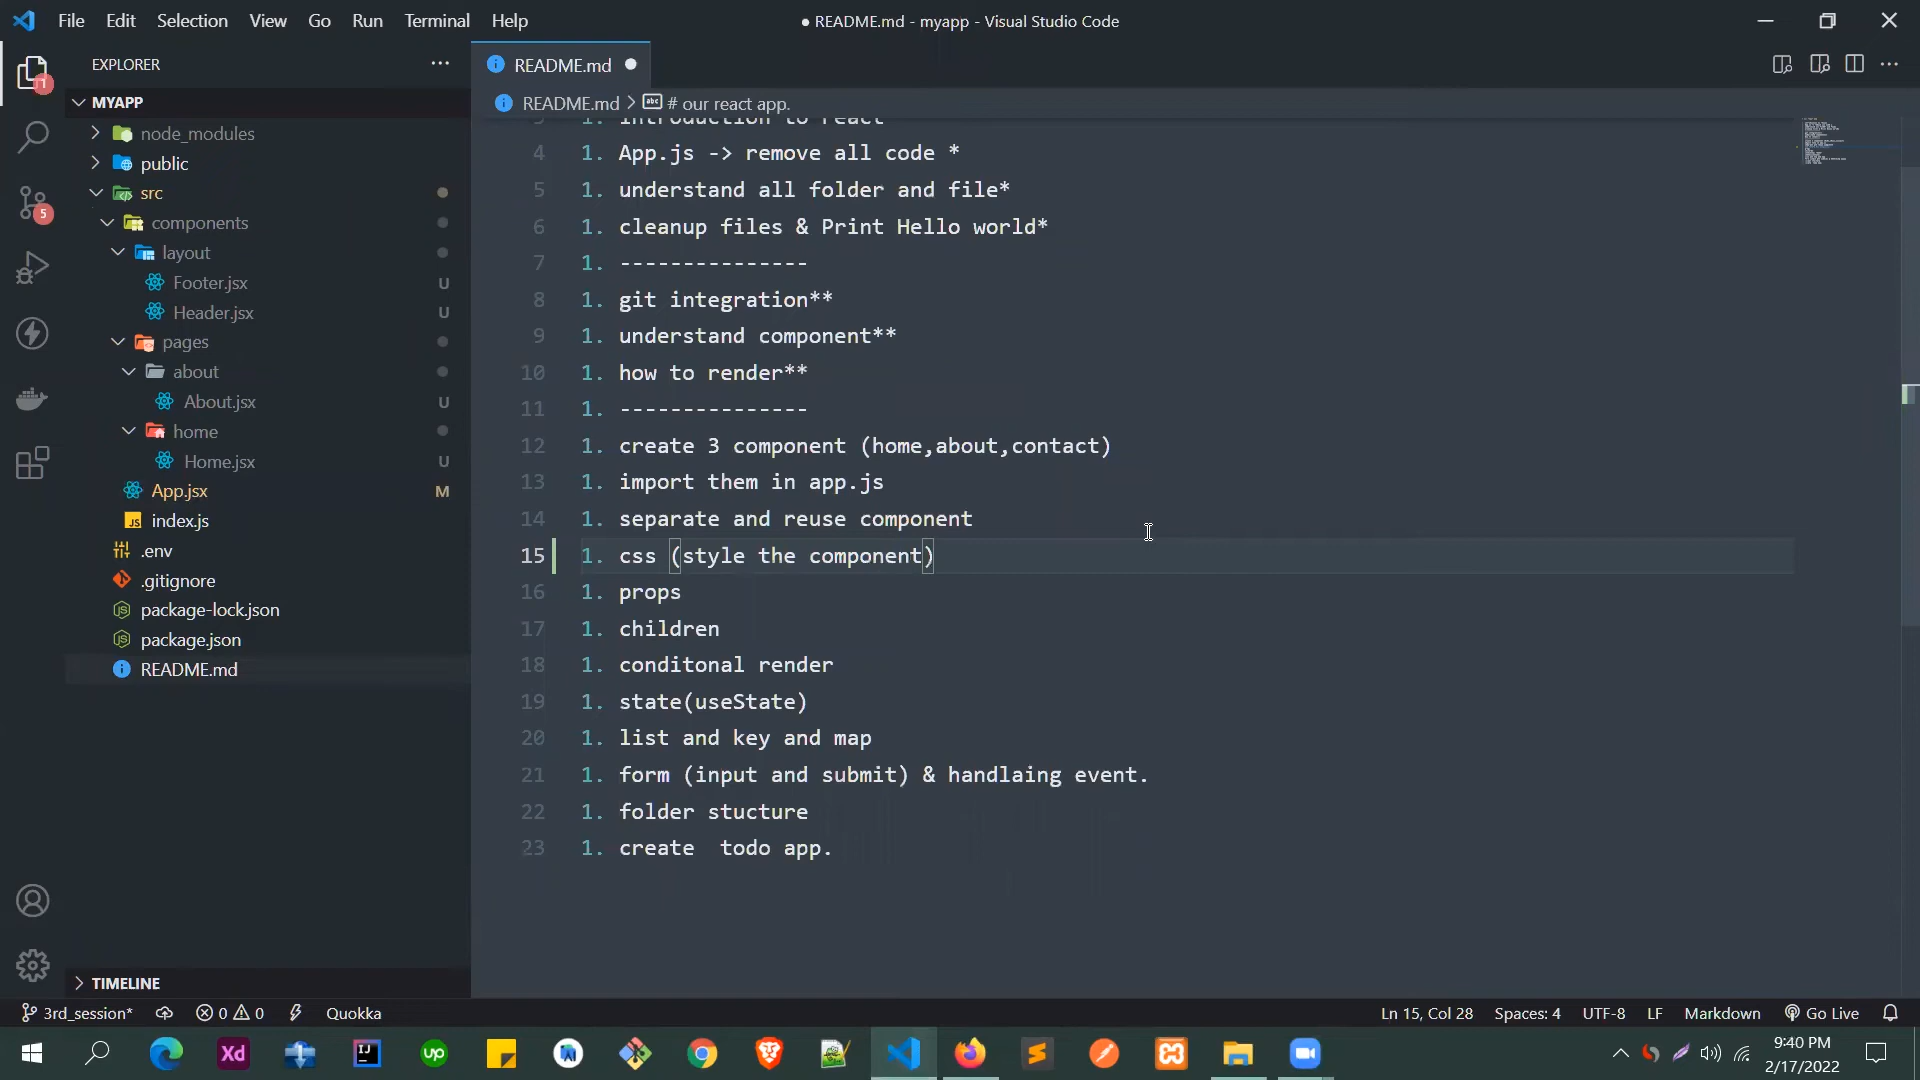 File Edit Selection View Go Run Terminal Help
● README.md - myapp - Visual Studio Code
EXPLORER
README.md
MYAPP
README.md > # our react app.
node_modules
public
src
components
layout
Footer.jsx U
Header.jsx U
pages
about
About.jsx U
home
Home.jsx U
App.jsx M
index.js
.env
.gitignore
package-lock.json
package.json
README.md
TIMELINE
3 1. introduction to react
4 1. App.js -> remove all code *
5 1. understand all folder and file*
6 1. cleanup files & Print Hello world*
7 1. ---------------
8 1. git integration**
9 1. understand component**
10 1. how to render**
11 1. ---------------
12 1. create 3 component (home,about,contact)
13 1. import them in app.js
14 1. separate and reuse component
15 1. css (style the component)
16 1. props
17 1. children
18 1. conditonal render
19 1. state(useState)
20 1. list and key and map
21 1. form (input and submit) & handlaing event.
22 1. folder stucture
23 1. create  todo app.
1
5
3rd_session* 0 0 Quokka
Ln 15, Col 28 Spaces: 4 UTF-8 LF Markdown Go Live
Xd
IJ
up
9:40 PM
2/17/2022